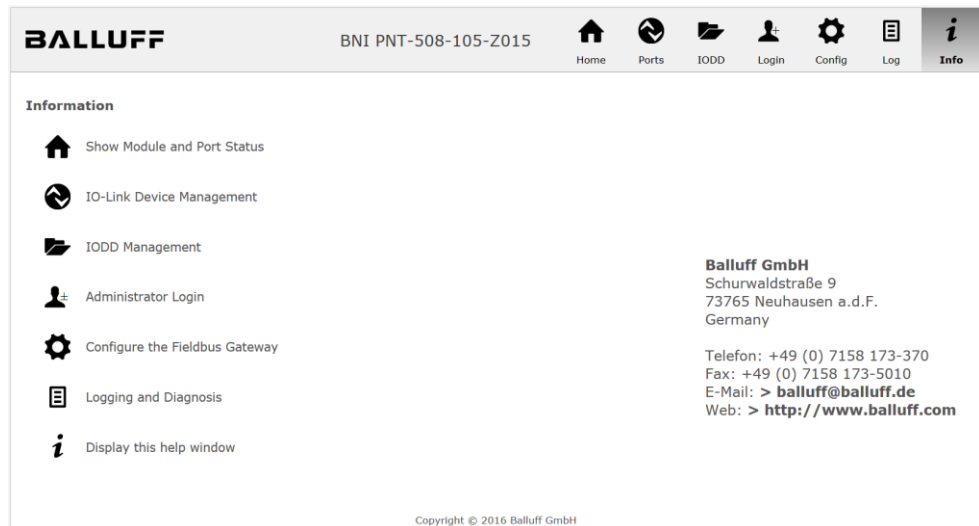 BALLUFF
BNI PNT-508-105-Z015
Home Ports IODD Login Config Log Info
Information
Show Module and Port Status
IO-Link Device Management
IODD Management
Administrator Login
Configure the Fieldbus Gateway
Logging and Diagnosis
Display this help window
Balluff GmbH
Schurwaldstraße 9
73765 Neuhausen a.d.F.
Germany
Telefon: +49 (0) 7158 173-370
Fax: +49 (0) 7158 173-5010
E-Mail: > balluff@balluff.de
Web: > http://www.balluff.com
Copyright © 2016 Balluff GmbH